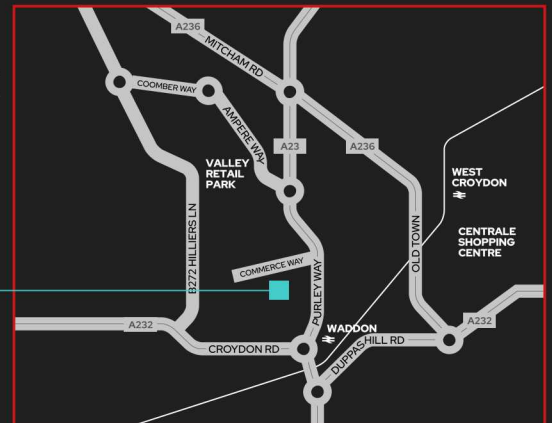 A236
MITCHAM RD
COOMBER WAY
AMPERE WAY
A23
A236
VALLEY
RETAIL
PARK
WEST
CROYDON
B272 HILLIERS LN
OLD TOWN
CENTRALE
SHOPPING
CENTRE
COMMERCE WAY
PURLEY WAY
A232
WADDON
A232
CROYDON RD
DUPPAS HILL RD